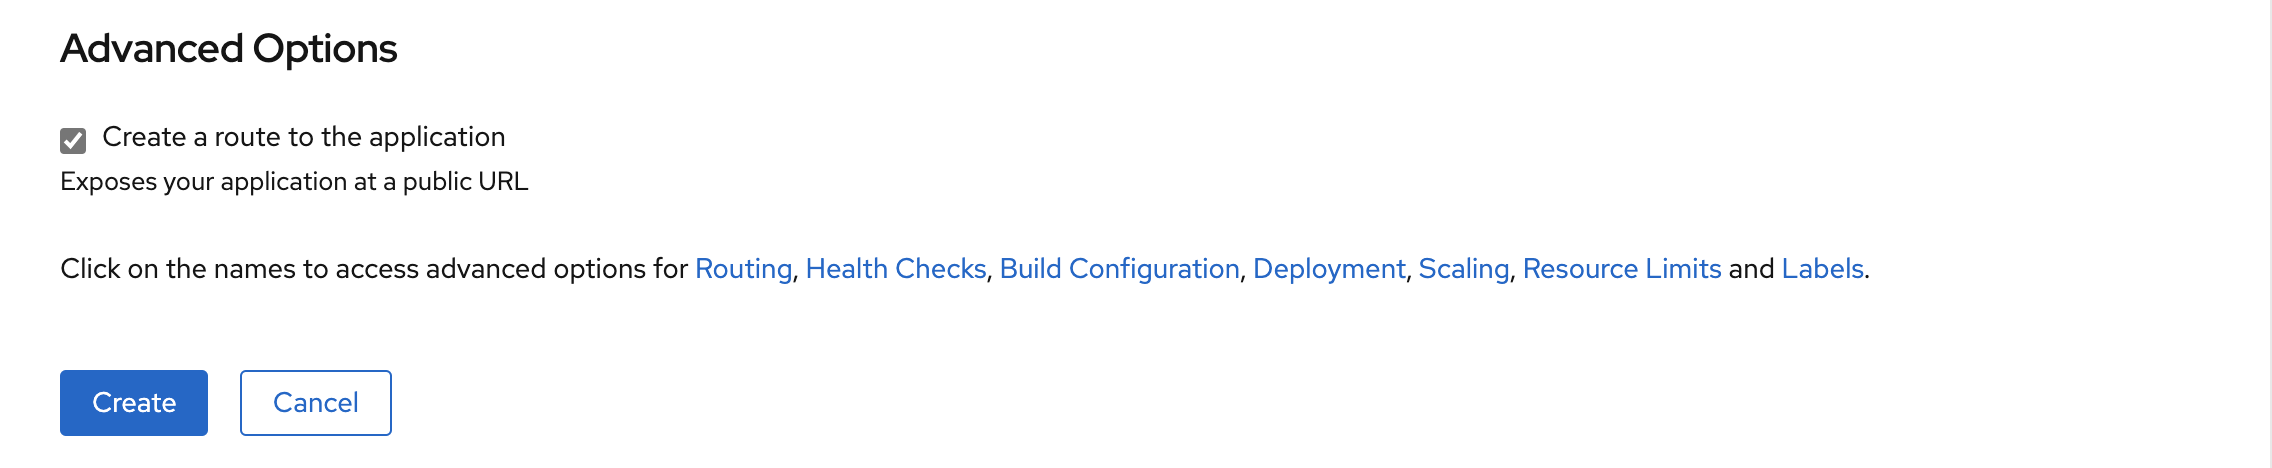 Advanced Options
Create a route to the application
Exposes your application at a public URL
Click on the names to access advanced options for Routing, Health Checks, Build Configuration, Deployment, Scaling, Resource Limits and Labels.
Create Cancel